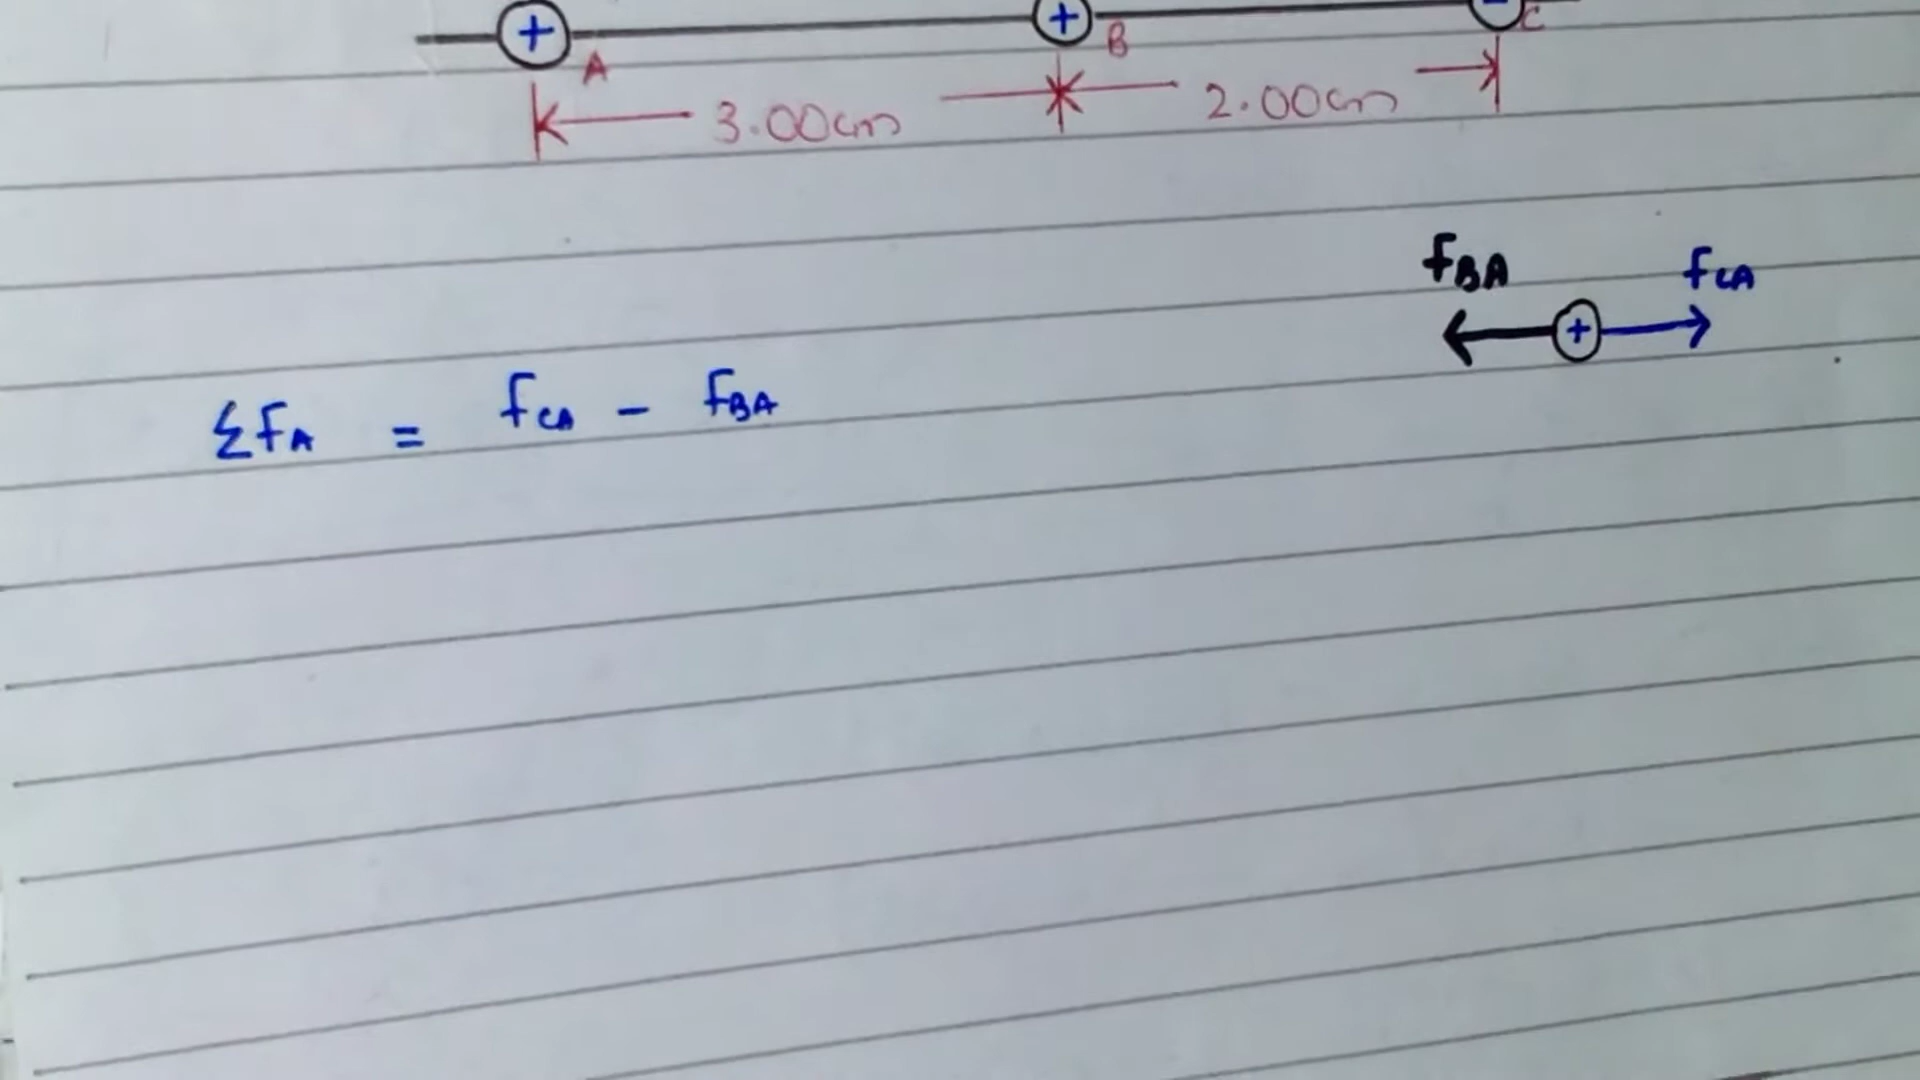 + + -
A B C
3.00cm 2.00cm
fBA fCA
+
ΣfA = fCA - fBA